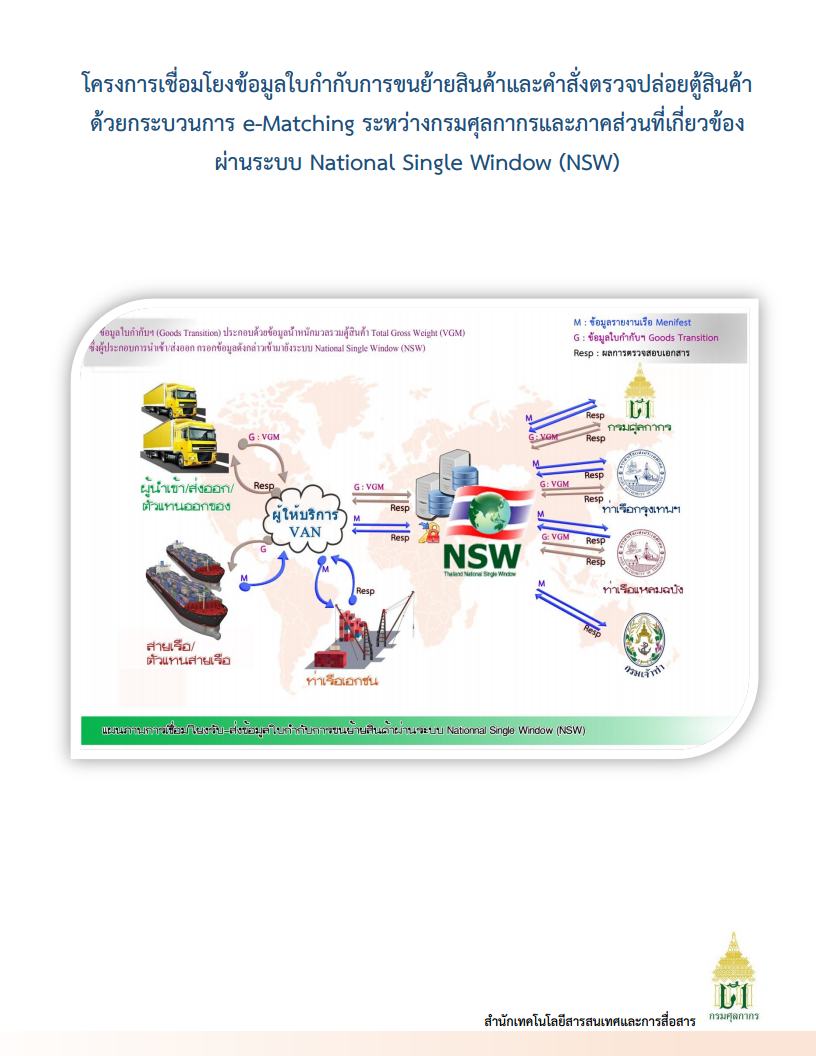 โครงการเชื่อมโยงข้อมูลใบกำกับการขนย้ายสินค้าและคำสั่งตรวจปล่อยตู้สินค้า
ด้วยกระบวนการ e-Matching ระหว่างกรมศุลกากรและภาคส่วนที่เกี่ยวข้อง
ผ่านระบบ National Single Window (NSW)
ข้อมูลใบกำกับฯ (Goods Transition) ประกอบด้วยข้อมูลน้ำหนักมวลรวมตู้สินค้า Total Gross Weight (VGM)
ซึ่งผู้ประกอบการนำเข้า/ส่งออก กรอกข้อมูลดังกล่าวเข้ามายังระบบ National Single Window (NSW)
M : ข้อมูลรายงานเรือ Menifest
G : ข้อมูลใบกำกับฯ Goods Transition
Resp : ผลการตรวจสอบเอกสาร
G : VGM
Resp
ผู้นำเข้า/ส่งออก/
ตัวแทนออกของ
ผู้ให้บริการ
VAN
G
M
สายเรือ/
ตัวแทนสายเรือ
M
Resp
ท่าเรือเอกชน
G : VGM
Resp
M
Resp
NSW
Thailand National Single Window
M
Resp
G : VGM
Resp
กรมศุลกากร
M
Resp
G : VGM
Resp
ท่าเรือกรุงเทพฯ
M
Resp
G: VGM
Resp
ท่าเรือแหลมฉบัง
M
Resp
กรมเจ้าท่า
แผนภาพการเชื่อมโยงรับ-ส่งข้อมูลใบกำกับการขนย้ายสินค้าผ่านระบบ Nationnal Single Window (NSW)
กรมศุลกากร
สำนักเทคโนโลยีสารสนเทศและการสื่อสาร